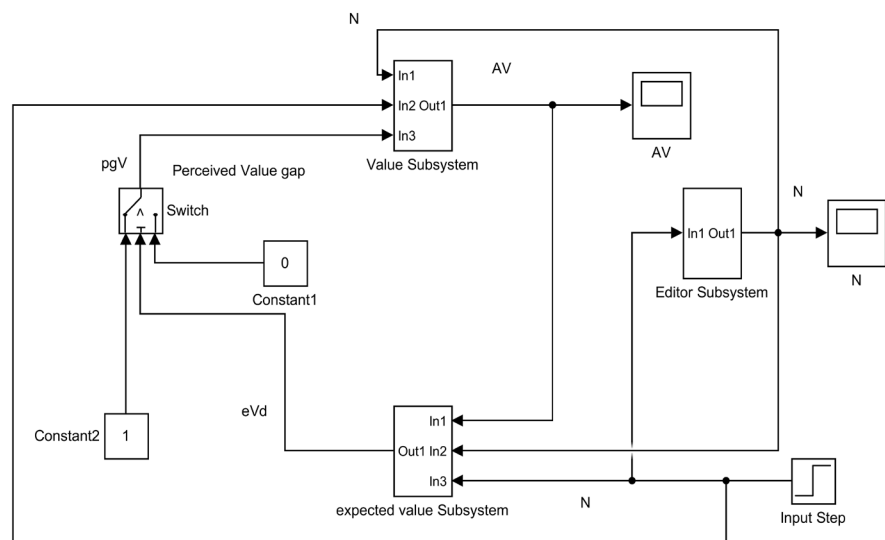 N
AV
In1
In2 Out1
In3
Value Subsystem
AV
pgV
Perceived Value gap
Switch
N
In1 Out1
Editor Subsystem
N
0
Constant1
eVd
Constant2
1
In1
Out1 In2
In3
expected value Subsystem
N
Input Step